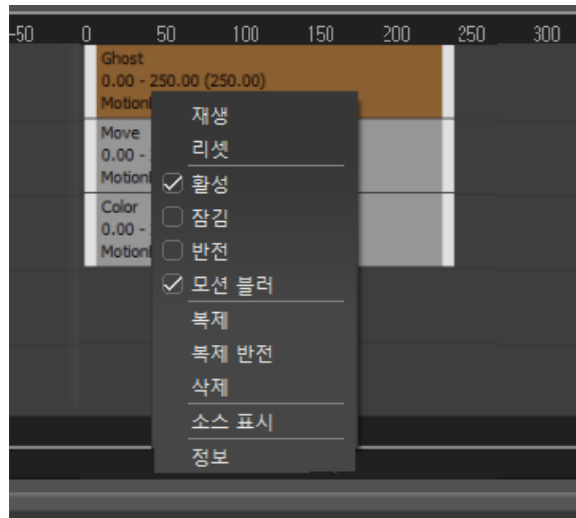 -50 0 50 100 150 200 250 300
Ghost
0.00 - 250.00 (250.00)
Motion
Move
0.00 -
Motion
Color
0.00 -
Motion
재생
리셋
활성
잠김
반전
모션 블러
복제
복제 반전
삭제
소스 표시
정보